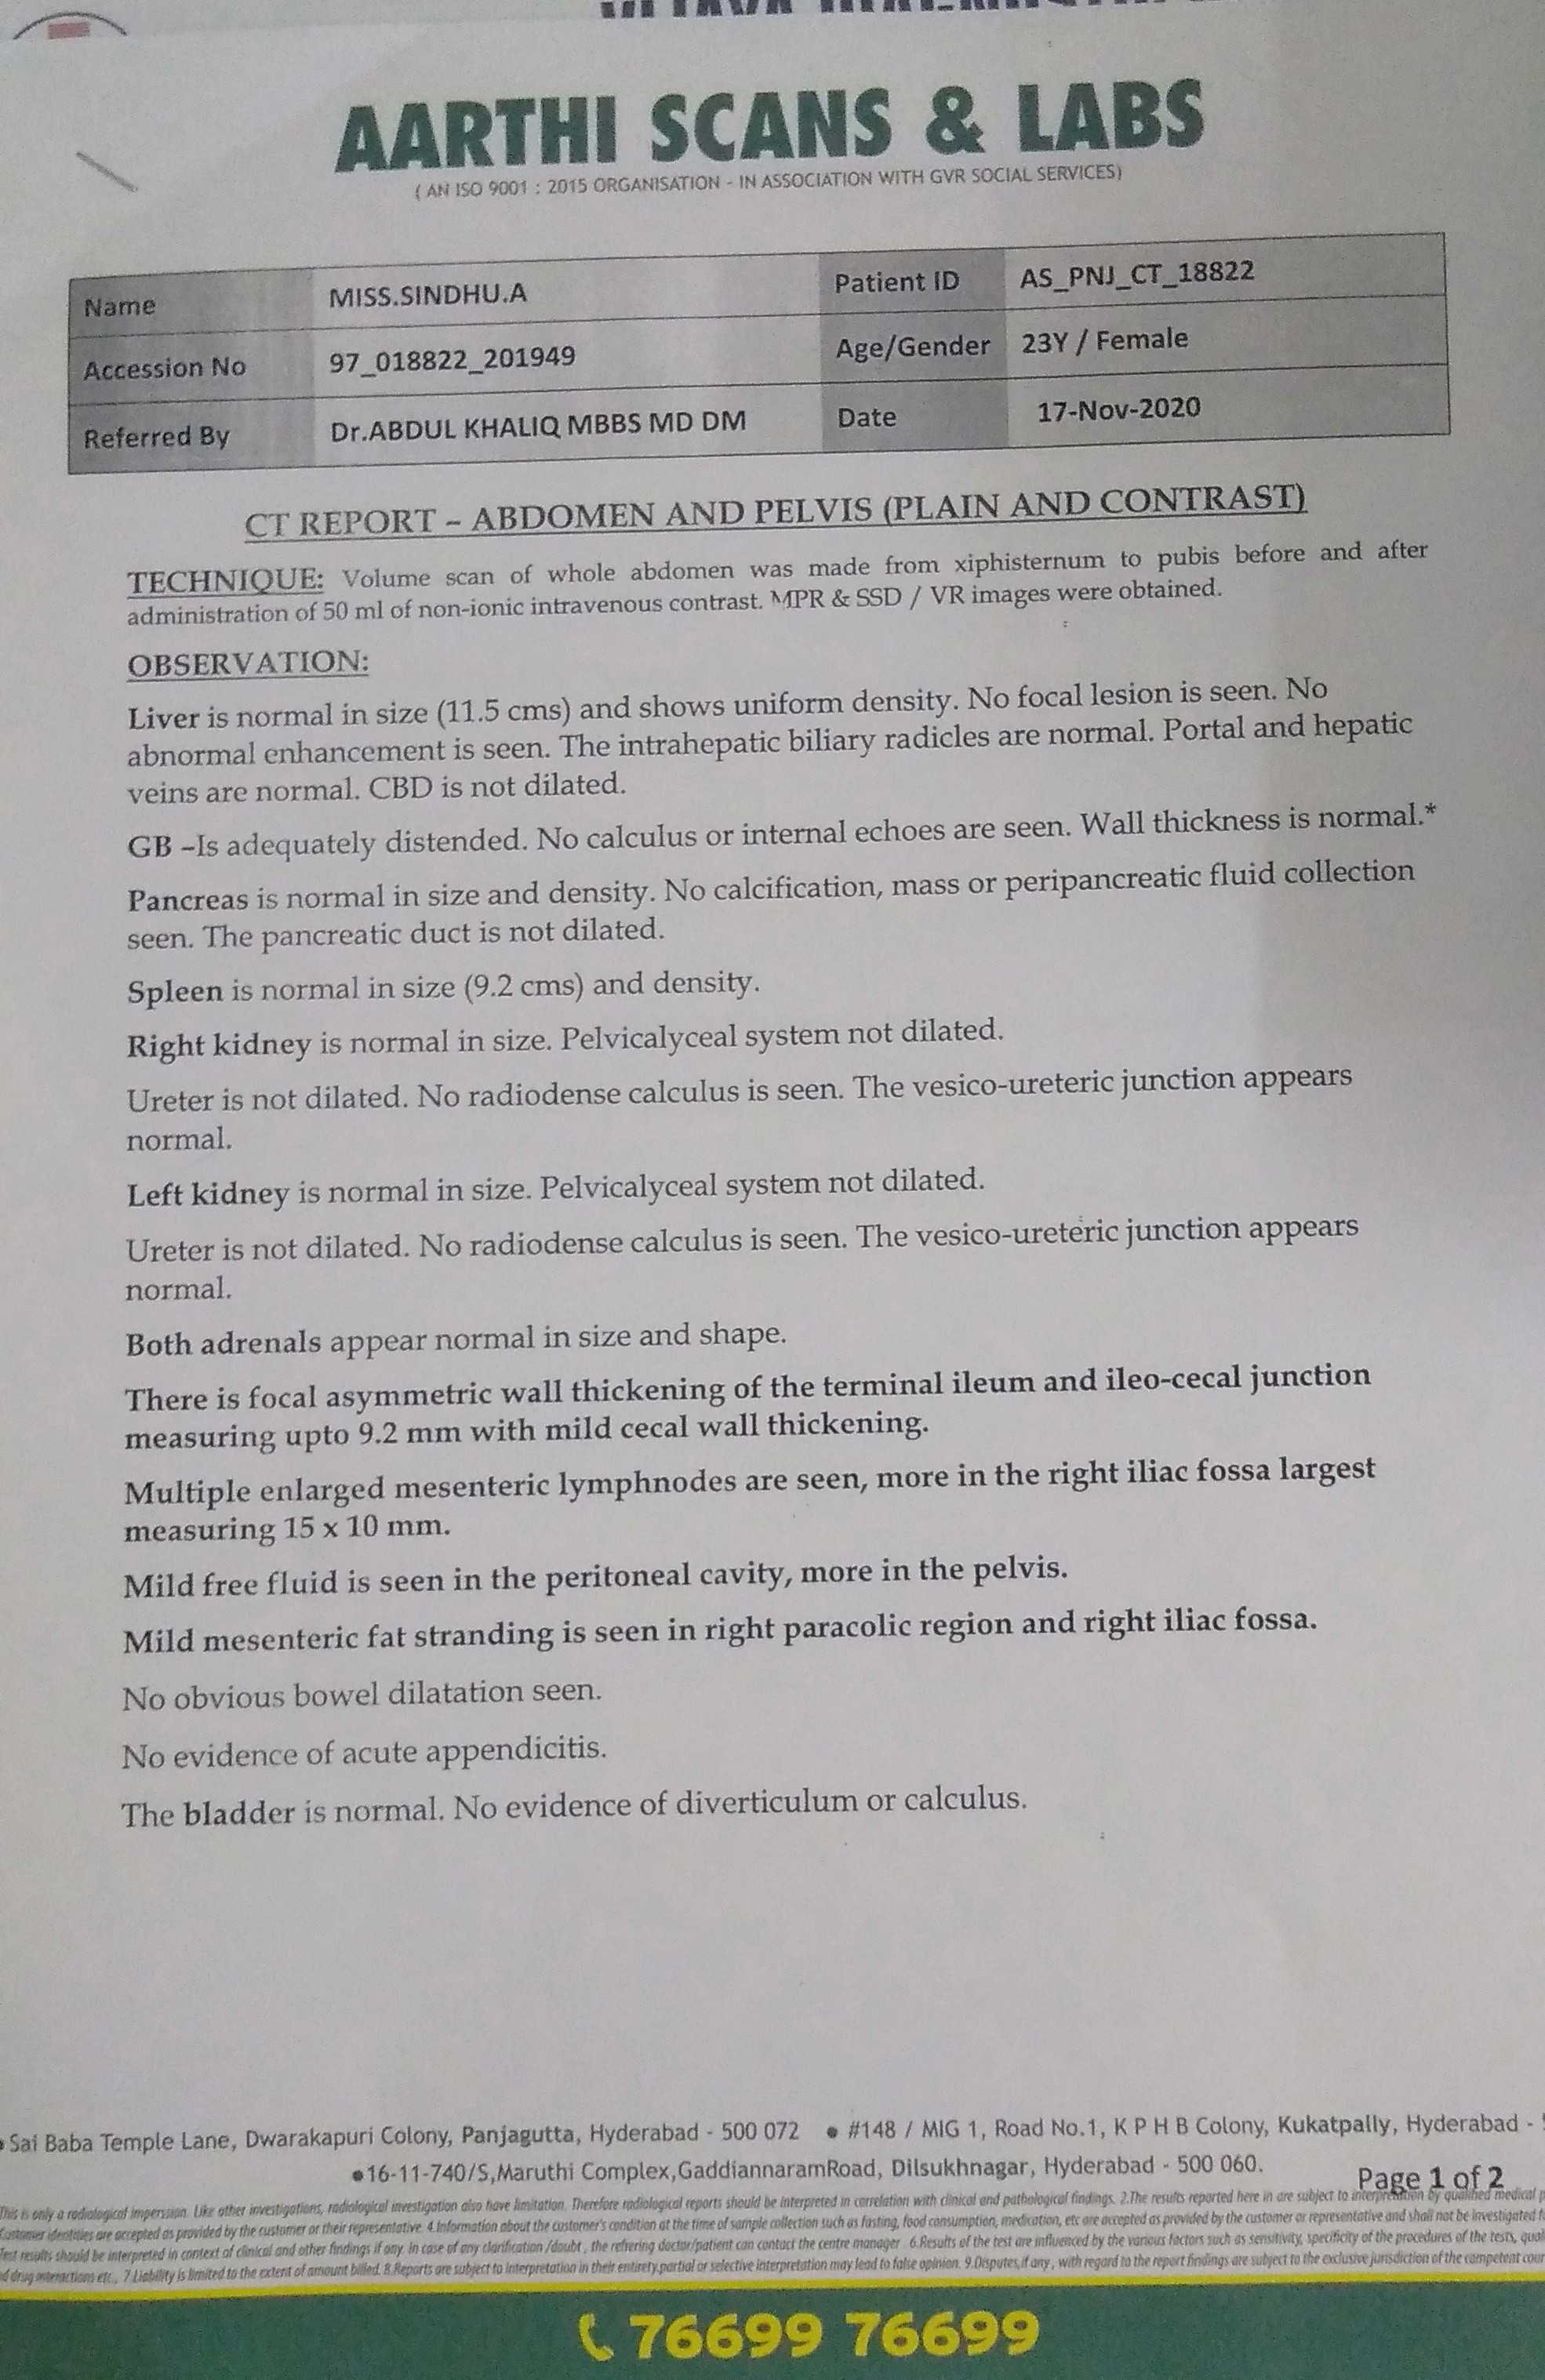 AARTHI SCANS & LABS
( AN ISO 9001 : 2015 ORGANISATION - IN ASSOCIATION WITH GVR SOCIAL SERVICES)
Name MISS.SINDHU.A Patient ID AS_PNJ_CT_18822
Accession No 97_018822_201949 Age/Gender 23Y / Female
Referred By Dr.ABDUL KHALIQ MBBS MD DM Date 17-Nov-2020
CT REPORT – ABDOMEN AND PELVIS (PLAIN AND CONTRAST)
TECHNIQUE: Volume scan of whole abdomen was made from xiphisternum to pubis before and after
administration of 50 ml of non-ionic intravenous contrast. MPR & SSD / VR images were obtained.
OBSERVATION:
Liver is normal in size (11.5 cms) and shows uniform density. No focal lesion is seen. No
abnormal enhancement is seen. The intrahepatic biliary radicles are normal. Portal and hepatic
veins are normal. CBD is not dilated.
GB –Is adequately distended. No calculus or internal echoes are seen. Wall thickness is normal.*
Pancreas is normal in size and density. No calcification, mass or peripancreatic fluid collection
seen. The pancreatic duct is not dilated.
Spleen is normal in size (9.2 cms) and density.
Right kidney is normal in size. Pelvicalyceal system not dilated.
Ureter is not dilated. No radiodense calculus is seen. The vesico-ureteric junction appears
normal.
Left kidney is normal in size. Pelvicalyceal system not dilated.
Ureter is not dilated. No radiodense calculus is seen. The vesico-ureteric junction appears
normal.
Both adrenals appear normal in size and shape.
There is focal asymmetric wall thickening of the terminal ileum and ileo-cecal junction
measuring upto 9.2 mm with mild cecal wall thickening.
Multiple enlarged mesenteric lymphnodes are seen, more in the right iliac fossa largest
measuring 15 x 10 mm.
Mild free fluid is seen in the peritoneal cavity, more in the pelvis.
Mild mesenteric fat stranding is seen in right paracolic region and right iliac fossa.
No obvious bowel dilatation seen.
No evidence of acute appendicitis.
The bladder is normal. No evidence of diverticulum or calculus.
Sai Baba Temple Lane, Dwarakapuri Colony, Panjagutta, Hyderabad - 500 072 ● #148 / MIG 1, Road No.1, K P H B Colony, Kukatpally, Hyderabad -
●16-11-740/S,Maruthi Complex,GaddiannaramRoad, Dilsukhnagar, Hyderabad - 500 060.
Page 1 of 2
This is only a radiological imperssion. Like other investigations, radiological investigation also have limitation. Therefore radiological reports should be interpreted in correlation with clinical and pathological findings. 2.The results reported here in are subject to interpretation by qualified medical
Customer identities are accepted as provided by the customer or their representative. 4.Information about the customer's condition at the time of sample collection such as fasting, food consumption, medication, etc are accepted as provided by the customer or representative and shall not be investigated
Test results should be interpreted in context of clinical and other findings if any. In case of any clarification /doubt , the refrering doctor/patient can contact the centre manager . 6.Results of the test are influenced by the various factors such as sensitivity, specificity of the procedures of the tests,
drug interactions etc., 7.Liability is limited to the extent of amount billed. 8.Reports are subject to interpretation in their entirety.partial or selective interpretation may lead to false opinion. 9.Disputes,if any , with regard to the report findings are subject to the exclusive jurisdiction of the competent
76699 76699